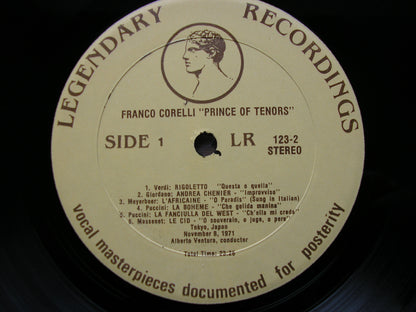 LEGENDARY RECORDINGS
FRANCO CORELLI "PRINCE OF TENORS"
SIDE 1 LR 123-2
STEREO
1. Verdi: RIGOLETTO "Questa o quella"
2. Giordano: ANDREA CHENIER - "Improvviso"
3. Meyerbeer: L'AFRICAINE - "O Paradis" (Sung in Italian)
4. Puccini: LA BOHEME - "Che gelida manina"
5. Puccini: LA FANCIULLA DEL WEST - "Ch'ella mi creda"
6. Massenet: LE CID - "O souverain, o juge, o pere"
Tokyo, Japan
November 8, 1971
Alberto Ventura, conductor
Total Time: 23:26
vocal masterpieces documented for posterity